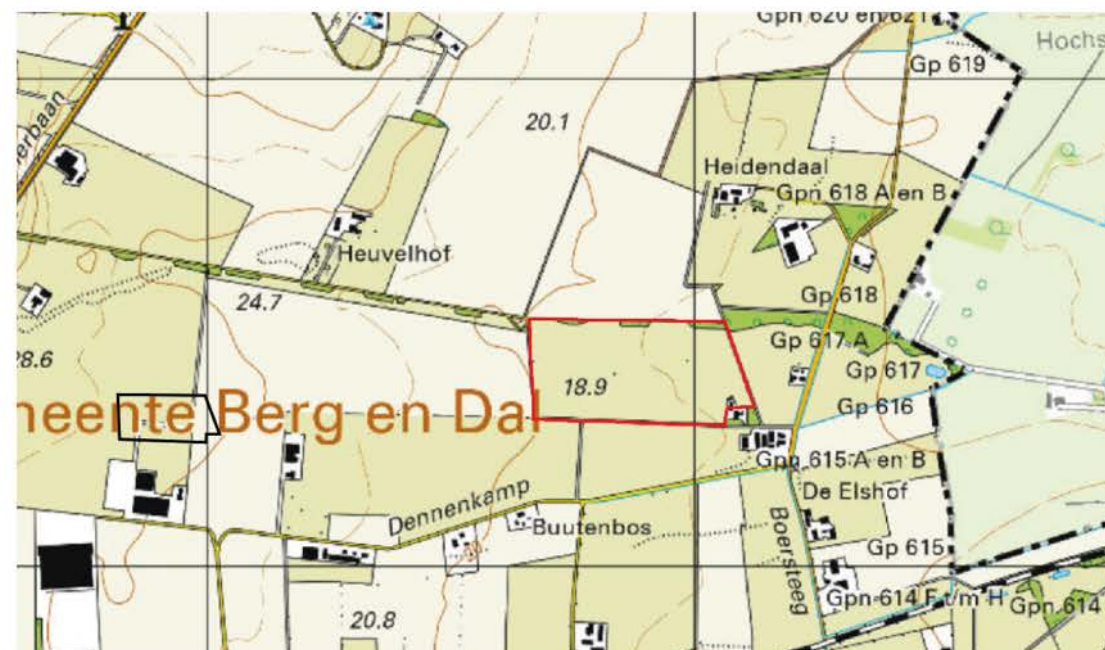 Gpn 620 en 621
Hochs
Gp 619
erbaan
20.1
Heidendaal
Gpn 618 A en B
Heuvelhof
24.7
Gp 618
28.6
Gp 617 A
18.9
Gp 617
meente Berg en Dal
Gp 616
Gpn 615 A en B
Dennenkamp
De Elshof
Buutenbos
Boersteeg
Gp 615
Gpn 614 F t/m H
Gpn 614
20.8